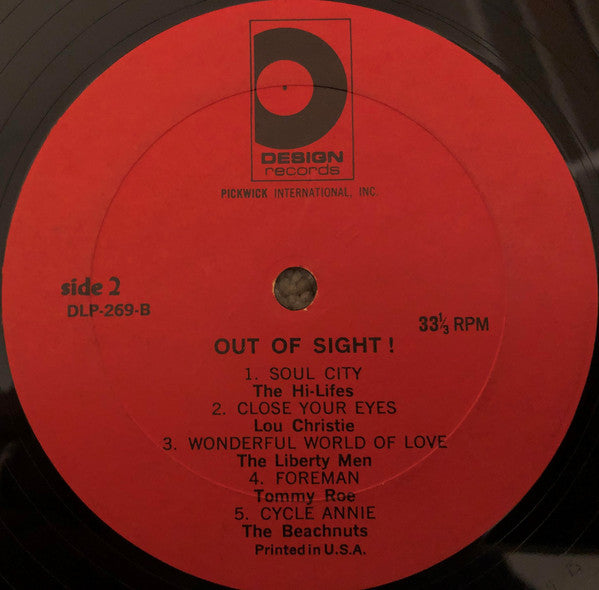 DESIGN
records
PICKWICK INTERNATIONAL, INC.
side 2
DLP-269-B
33⅓ RPM
OUT OF SIGHT!
1. SOUL CITY
The Hi-Lifes
2. CLOSE YOUR EYES
Lou Christie
3. WONDERFUL WORLD OF LOVE
The Liberty Men
4. FOREMAN
Tommy Roe
5. CYCLE ANNIE
The Beachnuts
Printed in U.S.A.